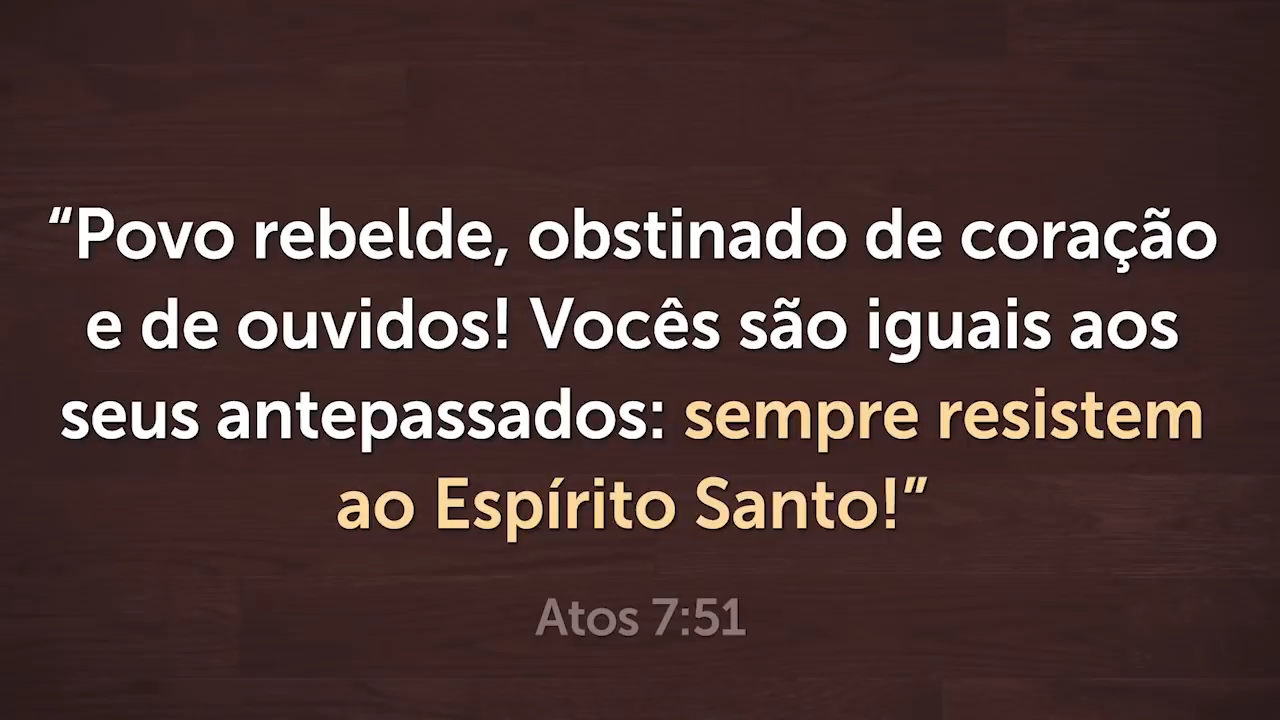 “Povo rebelde, obstinado de coração
e de ouvidos! Vocês são iguais aos
seus antepassados: sempre resistem
ao Espírito Santo!”
Atos 7:51